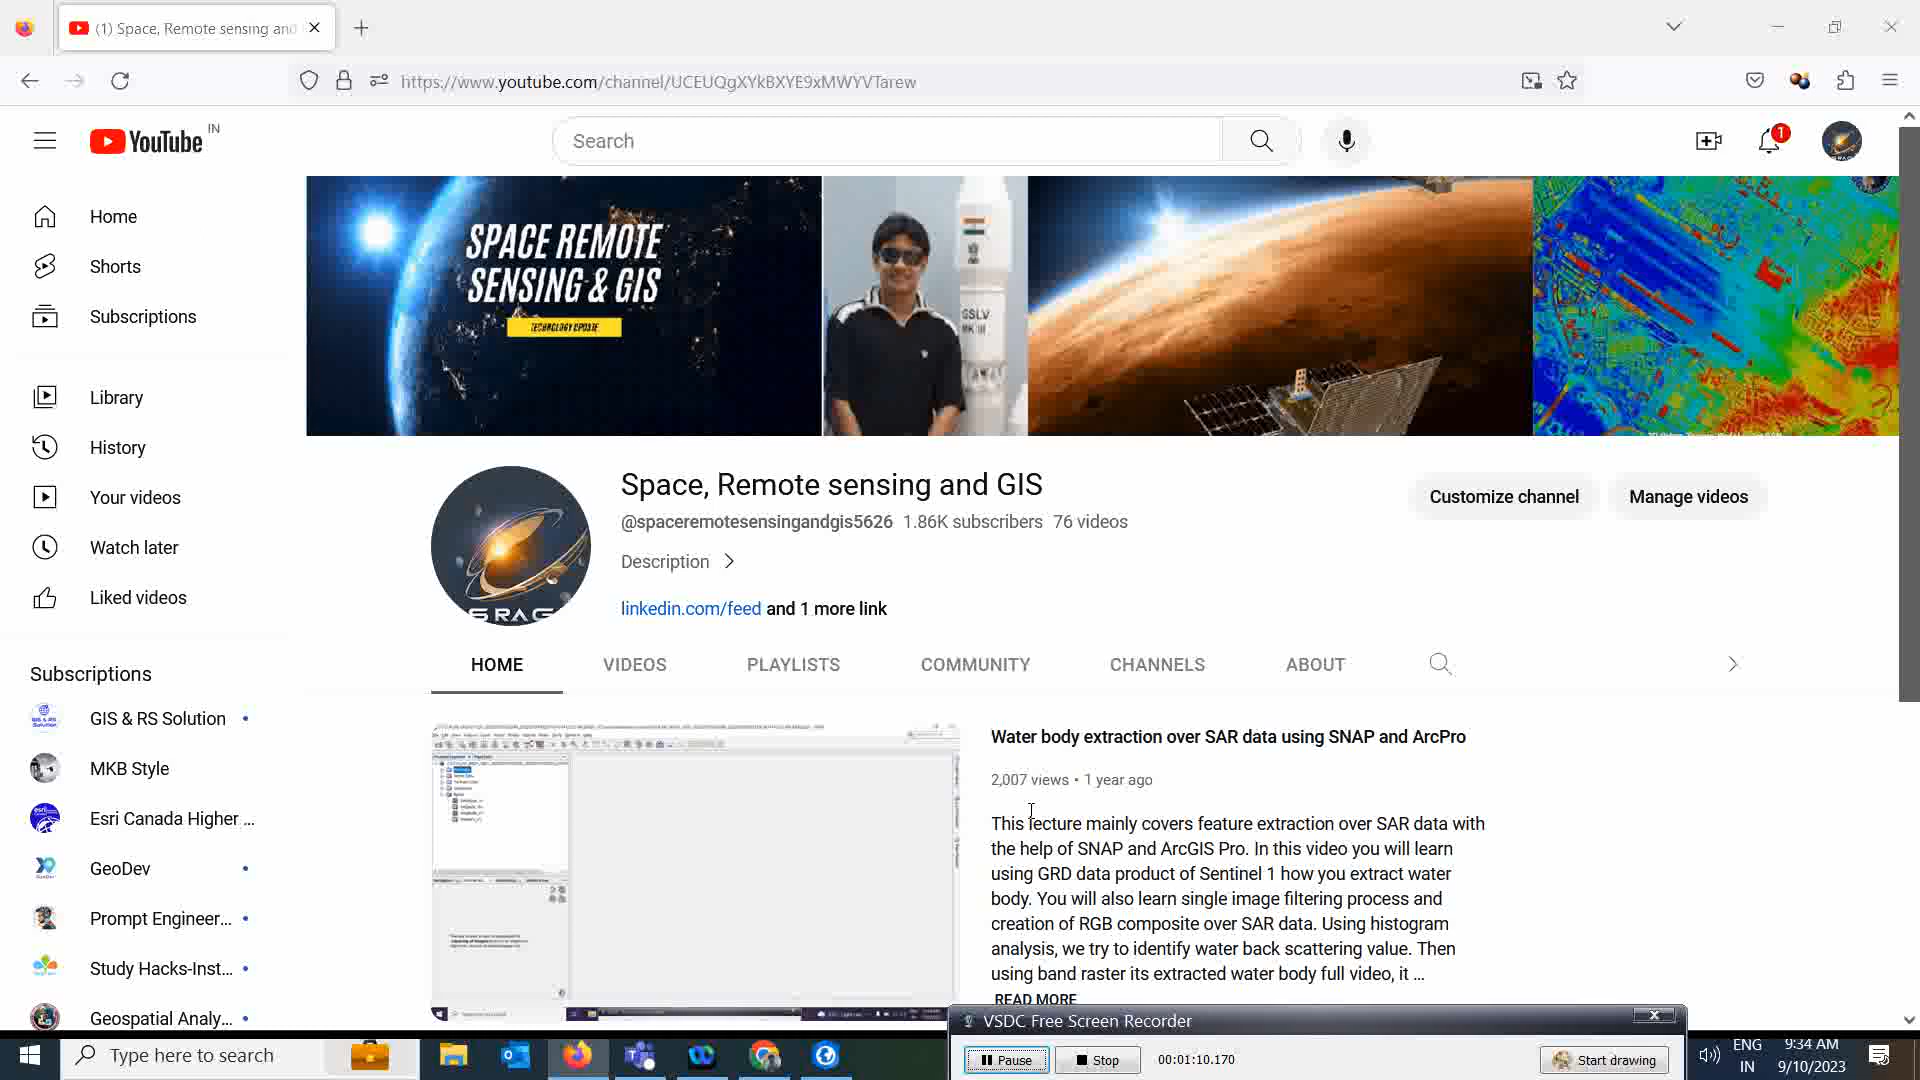 (1) Space, Remote sensing and
https://www.youtube.com/channel/UCEUQgXYkBXYE9xMWYVTarew
YouTube IN
Search
1
Home
Shorts
Subscriptions
Library
History
Your videos
Watch later
Liked videos
Subscriptions
GIS & RS Solution
MKB Style
Esri Canada Higher ...
GeoDev
Prompt Engineer...
Study Hacks-Inst...
Geospatial Analy...
SPACE REMOTE
SENSING & GIS
TECHNOLOGY UPDATE
GSLV
MK III
SRAG
Space, Remote sensing and GIS
@spaceremotesensingandgis5626 1.86K subscribers 76 videos
Description
linkedin.com/feed and 1 more link
Customize channel
Manage videos
HOME VIDEOS PLAYLISTS COMMUNITY CHANNELS ABOUT
Water body extraction over SAR data using SNAP and ArcPro
2,007 views • 1 year ago
This lecture mainly covers feature extraction over SAR data with
the help of SNAP and ArcGIS Pro. In this video you will learn
using GRD data product of Sentinel 1 how you extract water
body. You will also learn single image filtering process and
creation of RGB composite over SAR data. Using histogram
analysis, we try to identify water back scattering value. Then
using band raster its extracted water body full video, it ...
READ MORE
VSDC Free Screen Recorder
Pause
Stop
00:01:10.170
Start drawing
Type here to search
ENG
IN
9:34 AM
9/10/2023